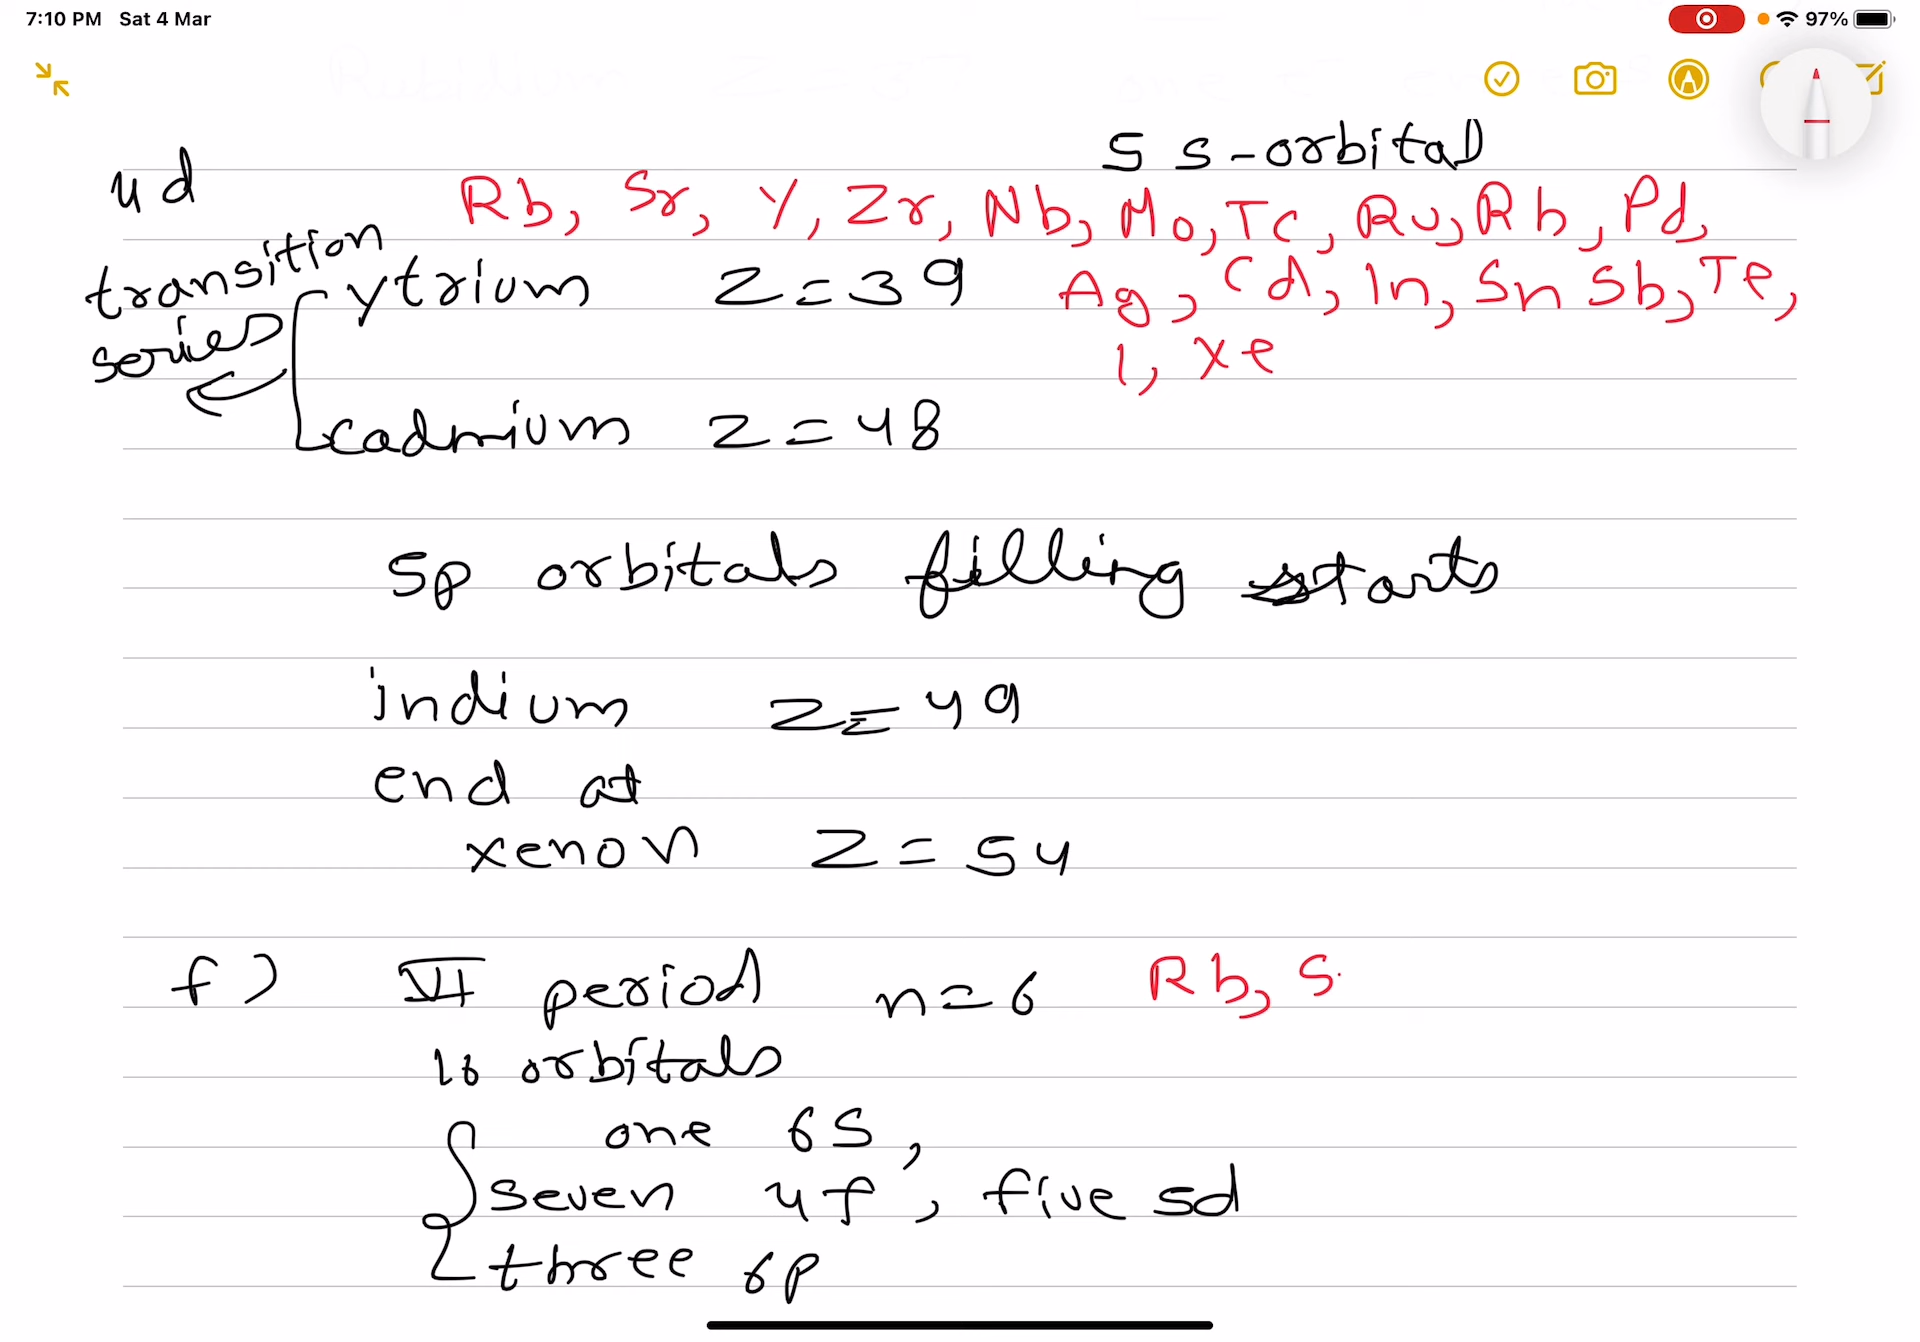 7:10 PM Sat 4 Mar 97%
5 s-orbital
4d
Rb, Sr, Y, Zr, Nb, Mo, Tc, Ru, Rh, Pd,
transition
series
ytrium Z=39
Ag, Cd, In, Sn Sb, Te,
I, Xe
cadmium Z=48
5p orbitals filling starts
indium Z=49
end at
xenon Z=54
f) VI period n=6 Rb, S
16 orbitals
one 6s,
seven 4f, five 5d
three 6p